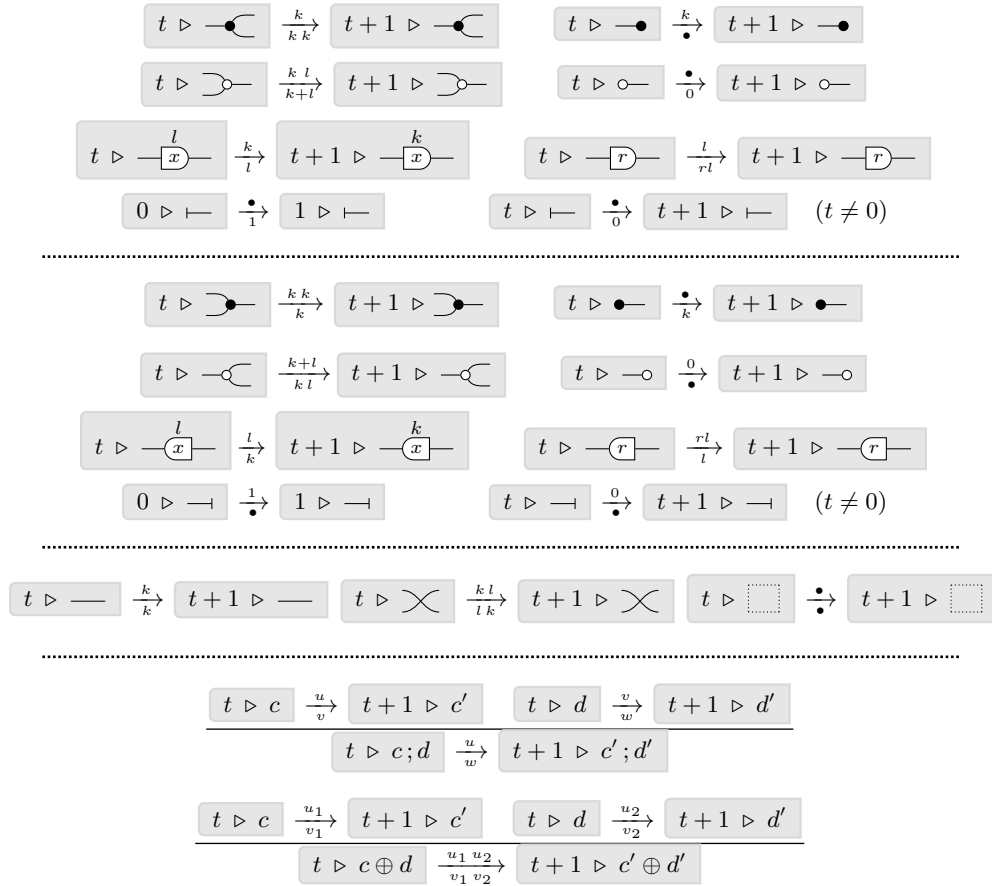 t ▹ k k k → t + 1 ▹ t ▹ k • → t + 1 ▹
t ▹ k l k+l → t + 1 ▹ t ▹ • 0 → t + 1 ▹
t ▹ l x k l → t + 1 ▹ k x t ▹ r l rl → t + 1 ▹ r
0 ▹ • 1 → 1 ▹ t ▹ • 0 → t + 1 ▹ (t ≠ 0)
t ▹ k k k → t + 1 ▹ t ▹ • k → t + 1 ▹
t ▹ k+l k l → t + 1 ▹ t ▹ 0 • → t + 1 ▹
t ▹ l x l k → t + 1 ▹ k x t ▹ r rl l → t + 1 ▹ r
0 ▹ 1 • → 1 ▹ t ▹ 0 • → t + 1 ▹ (t ≠ 0)
t ▹ k k → t + 1 ▹ t ▹ k l l k → t + 1 ▹ t ▹ • • → t + 1 ▹
t ▹ c u v → t + 1 ▹ c′ t ▹ d v w → t + 1 ▹ d′
t ▹ c ; d u w → t + 1 ▹ c′ ; d′
t ▹ c u₁ v₁ → t + 1 ▹ c′ t ▹ d u₂ v₂ → t + 1 ▹ d′
t ▹ c ⊕ d u₁ u₂ v₁ v₂ → t + 1 ▹ c′ ⊕ d′